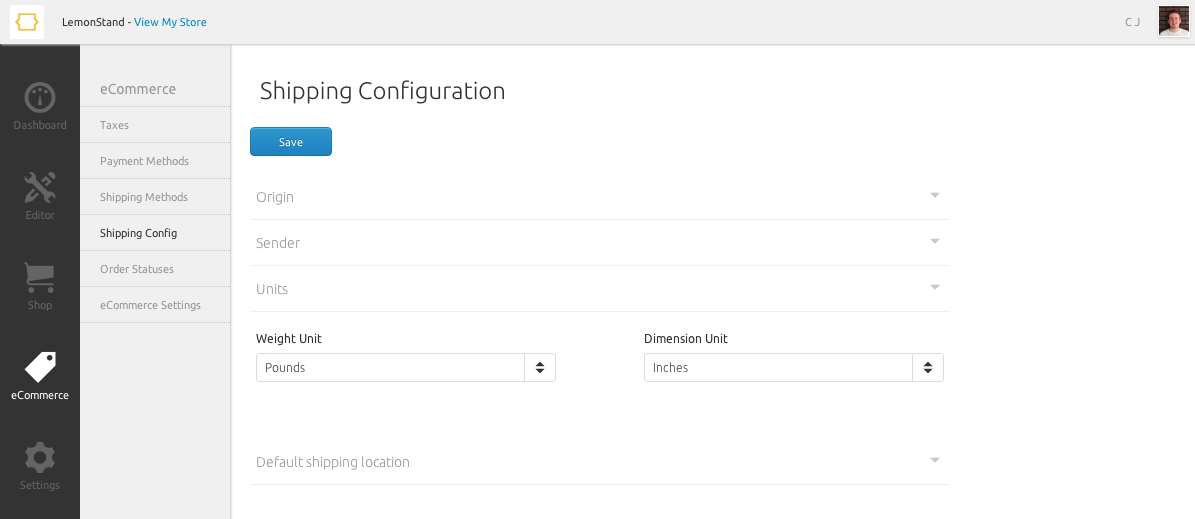 LemonStand - View My Store
C J
Dashboard
Editor
Shop
eCommerce
Settings
eCommerce
Taxes
Payment Methods
Shipping Methods
Shipping Config
Order Statuses
eCommerce Settings
Shipping Configuration
Save
Origin
Sender
Units
Weight Unit
Pounds
Dimension Unit
Inches
Default shipping location